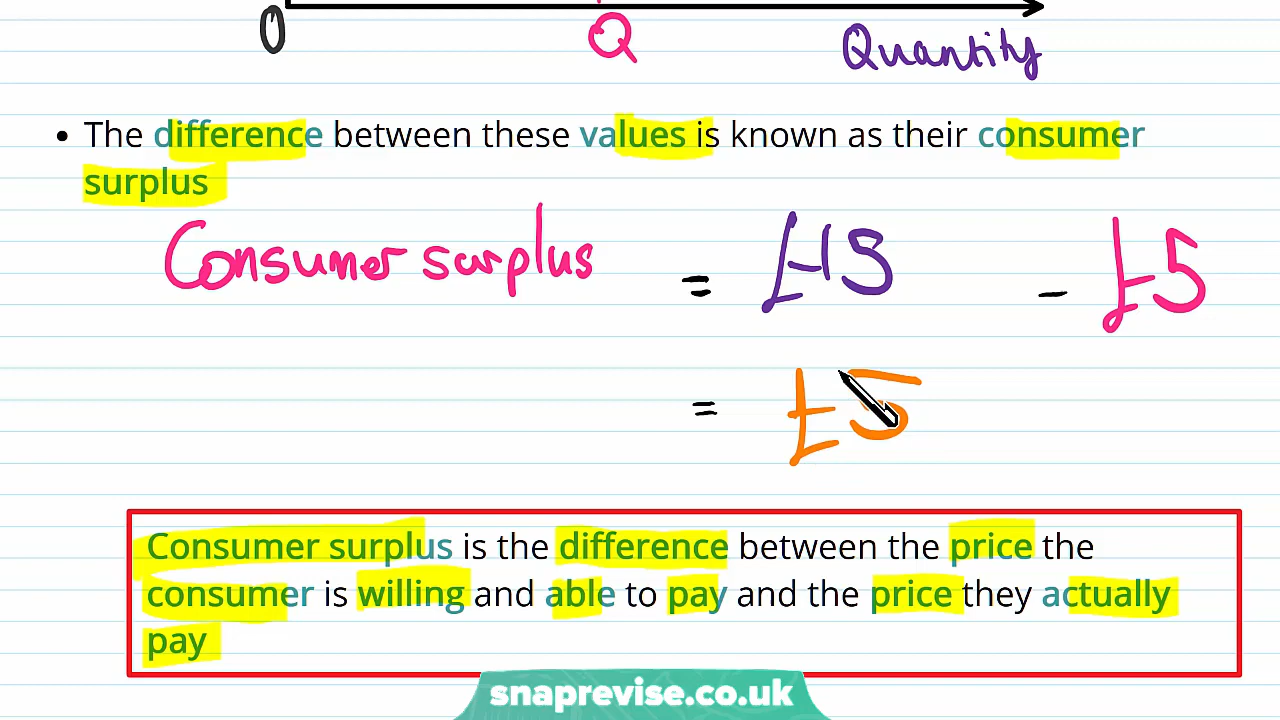 0 Q Quantity
• The difference between these values is known as their consumer
surplus
Consumer surplus = £15 - £5
= £5
Consumer surplus is the difference between the price the
consumer is willing and able to pay and the price they actually
pay
snaprevise.co.uk